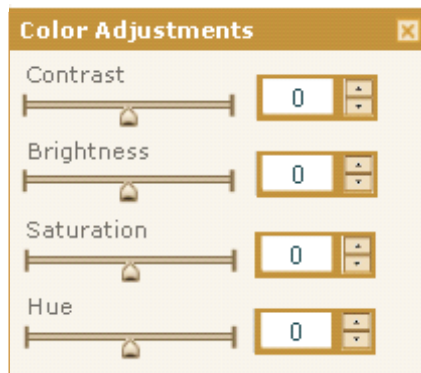 Color Adjustments
Contrast
0
Brightness
0
Saturation
0
Hue
0